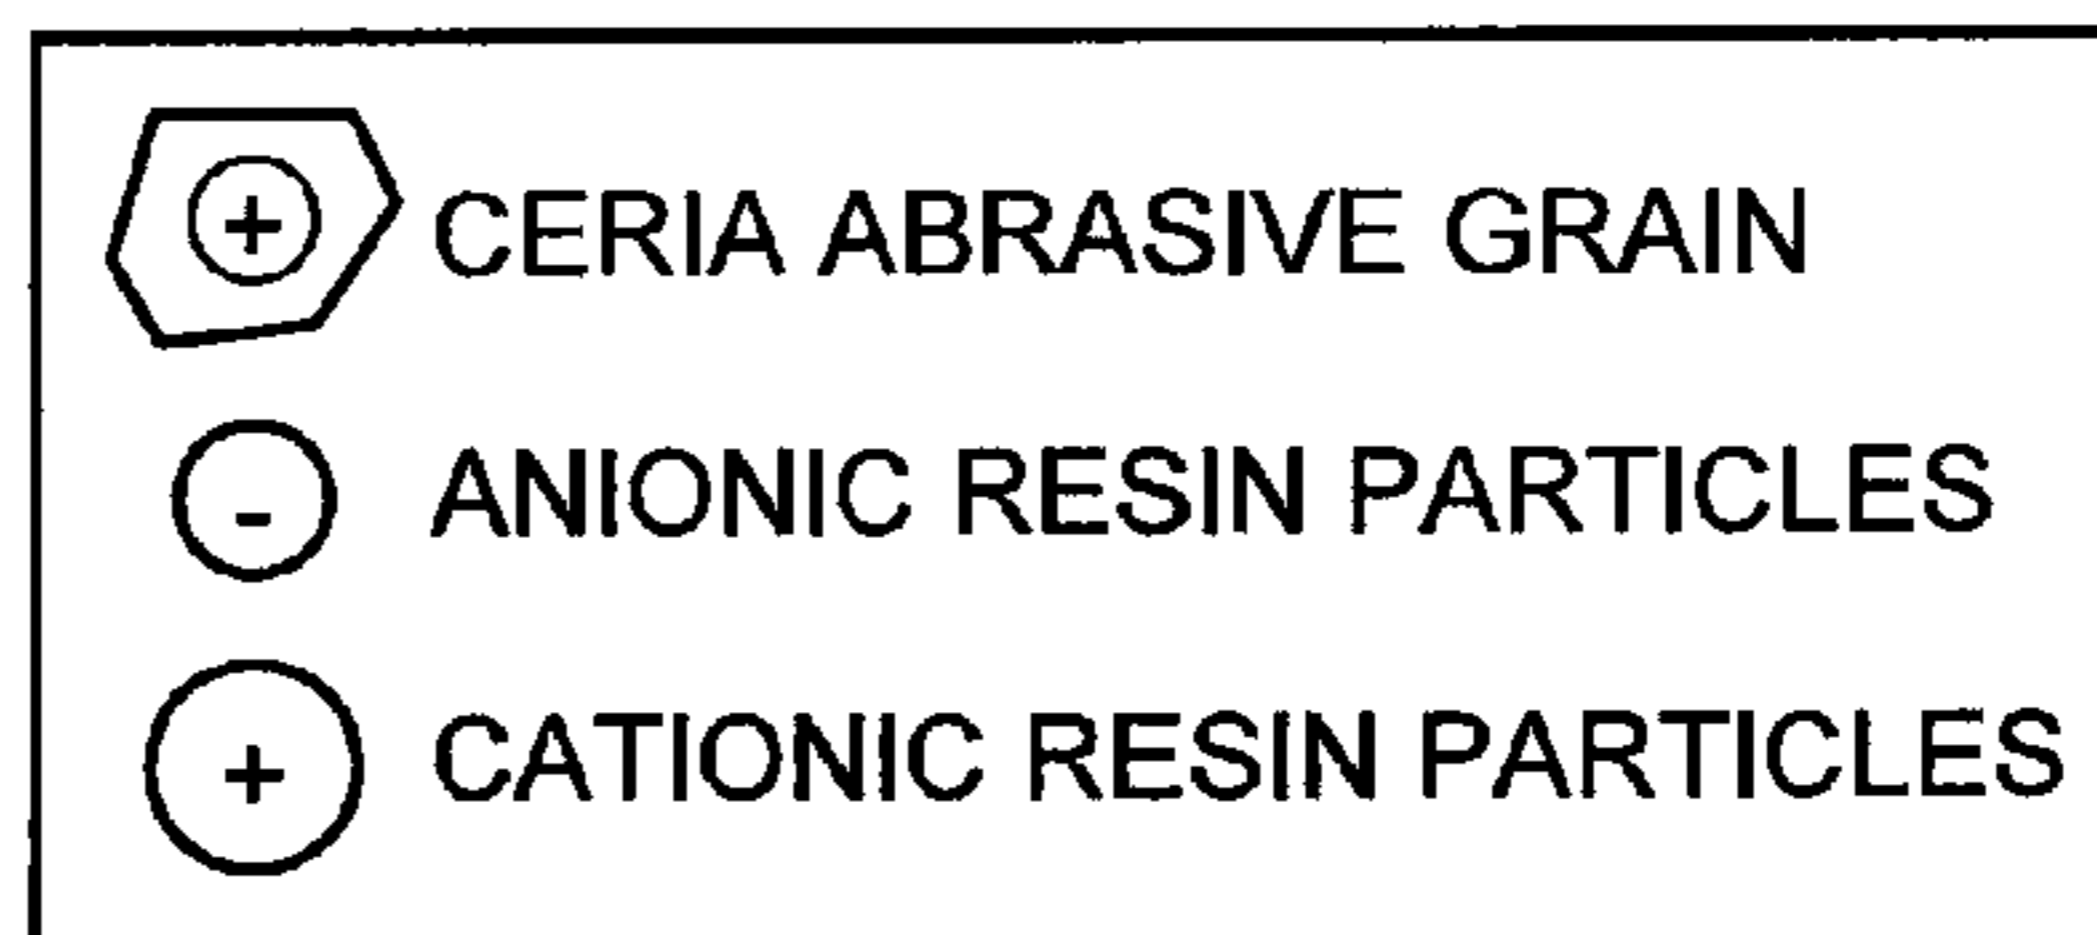 + CERIA ABRASIVE GRAIN
- ANIONIC RESIN PARTICLES
+ CATIONIC RESIN PARTICLES